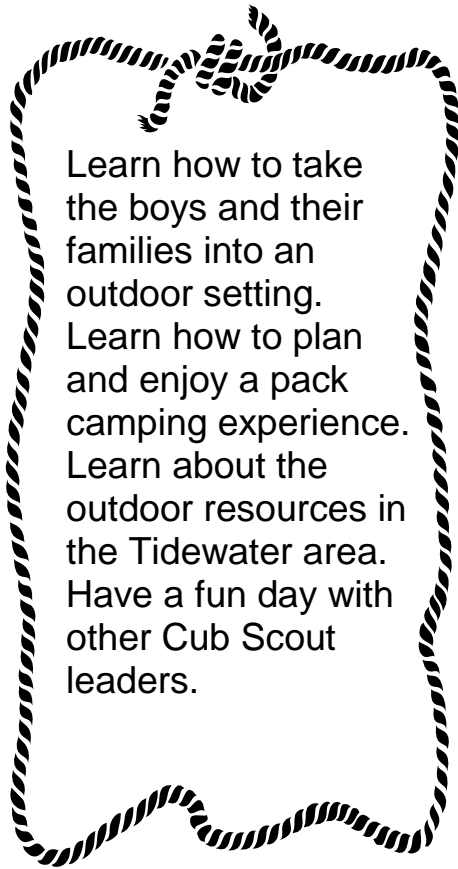 Learn how to take
the boys and their
families into an
outdoor setting.
Learn how to plan
and enjoy a pack
camping experience.
Learn about the
outdoor resources in
the Tidewater area.
Have a fun day with
other Cub Scout
leaders.